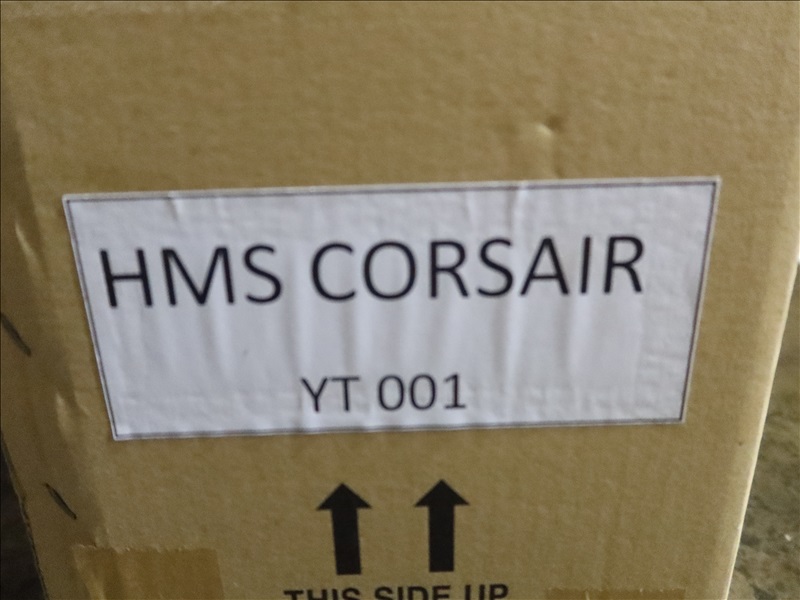 HMS CORSAIR
YT 001
THIS SIDE UP